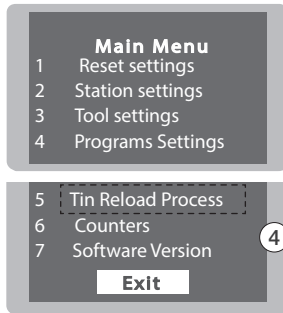 Main Menu
1 Reset settings
2 Station settings
3 Tool settings
4 Programs Settings
5 Tin Reload Process
6 Counters
4
7 Software Version
Exit